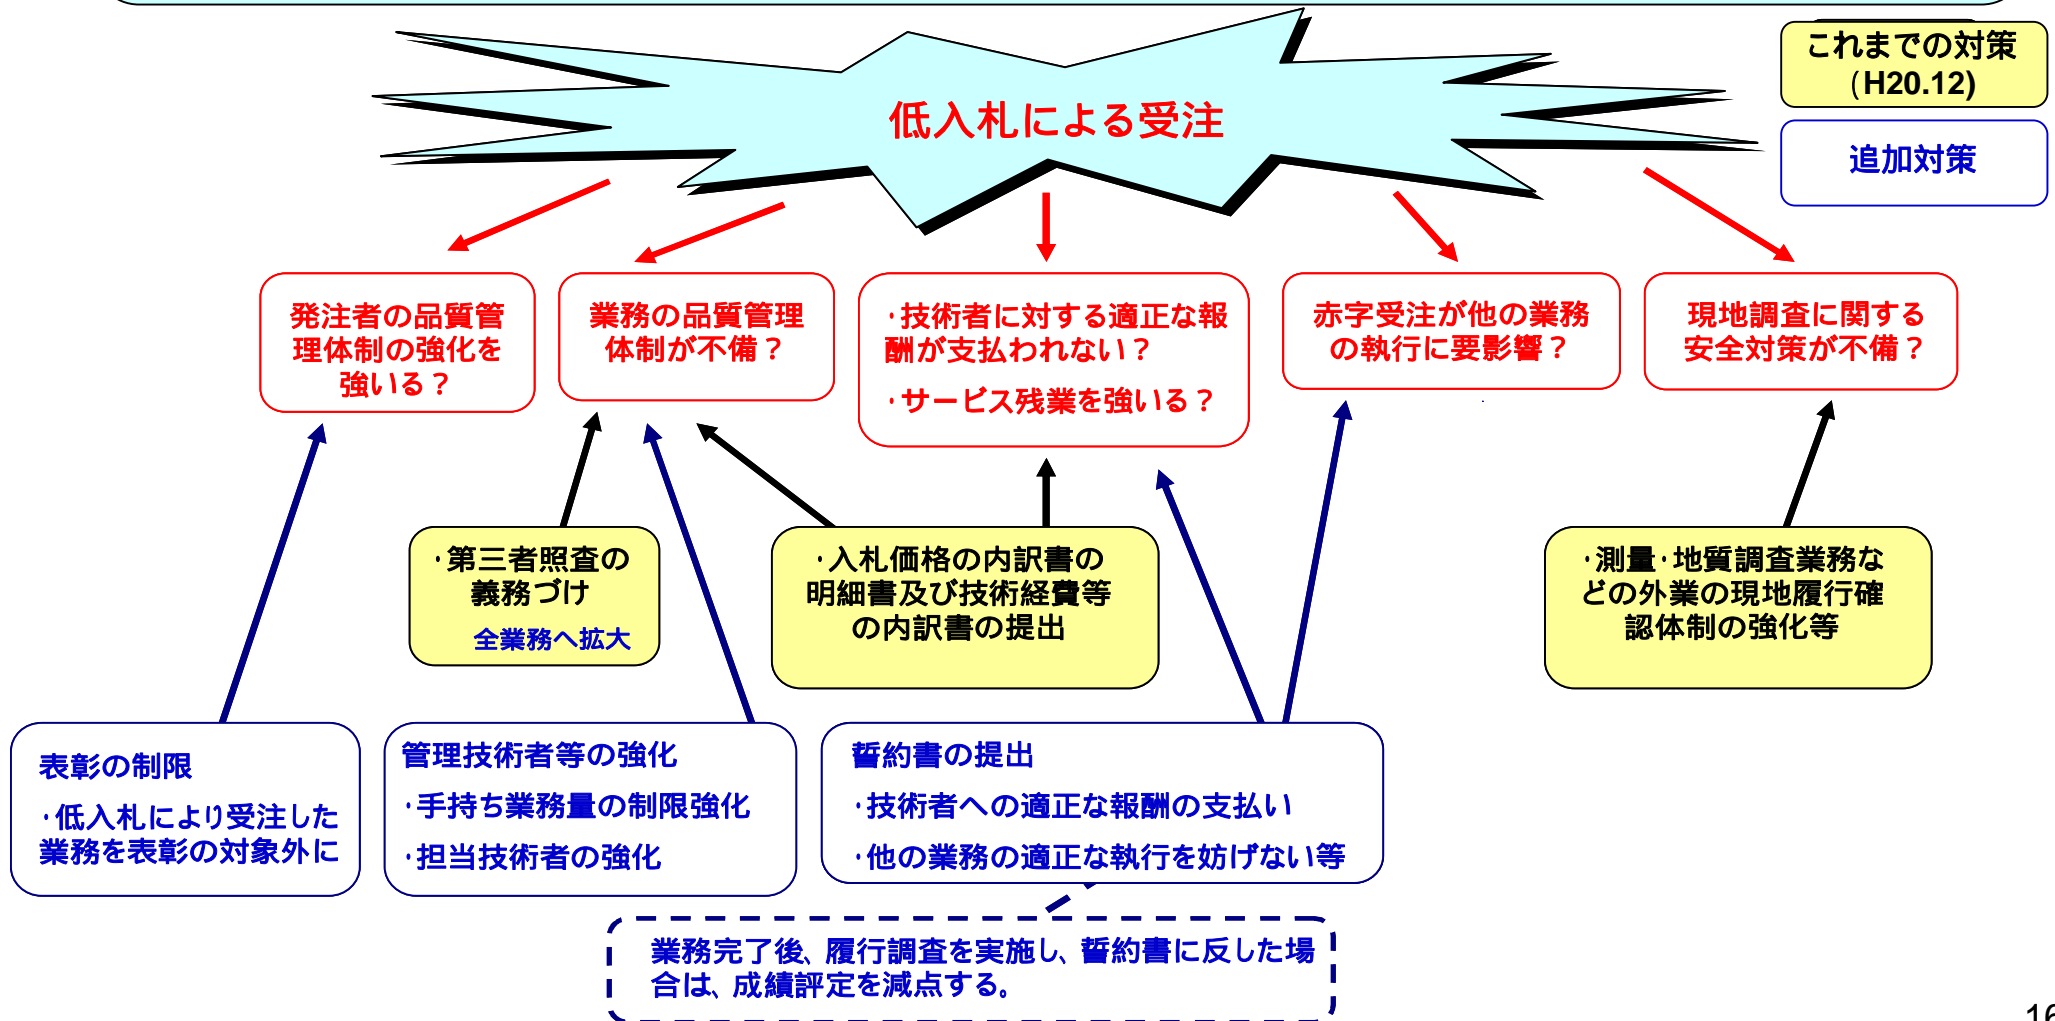 これまでの対策
(H20.12)
追加対策
低入札による受注
発注者の品質管
理体制の強化を
強いる？
業務の品質管理
体制が不備？
・技術者に対する適正な報
酬が支払われない？
・サービス残業を強いる？
赤字受注が他の業務
の執行に要影響？
現地調査に関する
安全対策が不備？
・第三者照査の
義務づけ
全業務へ拡大
・入札価格の内訳書の
明細書及び技術経費等
の内訳書の提出
・測量・地質調査業務な
どの外業の現地履行確
認体制の強化等
表彰の制限
・低入札により受注した
業務を表彰の対象外に
管理技術者等の強化
・手持ち業務量の制限強化
・担当技術者の強化
誓約書の提出
・技術者への適正な報酬の支払い
・他の業務の適正な執行を妨げない等
業務完了後、履行調査を実施し、誓約書に反した場
合は、成績評定を減点する。
16